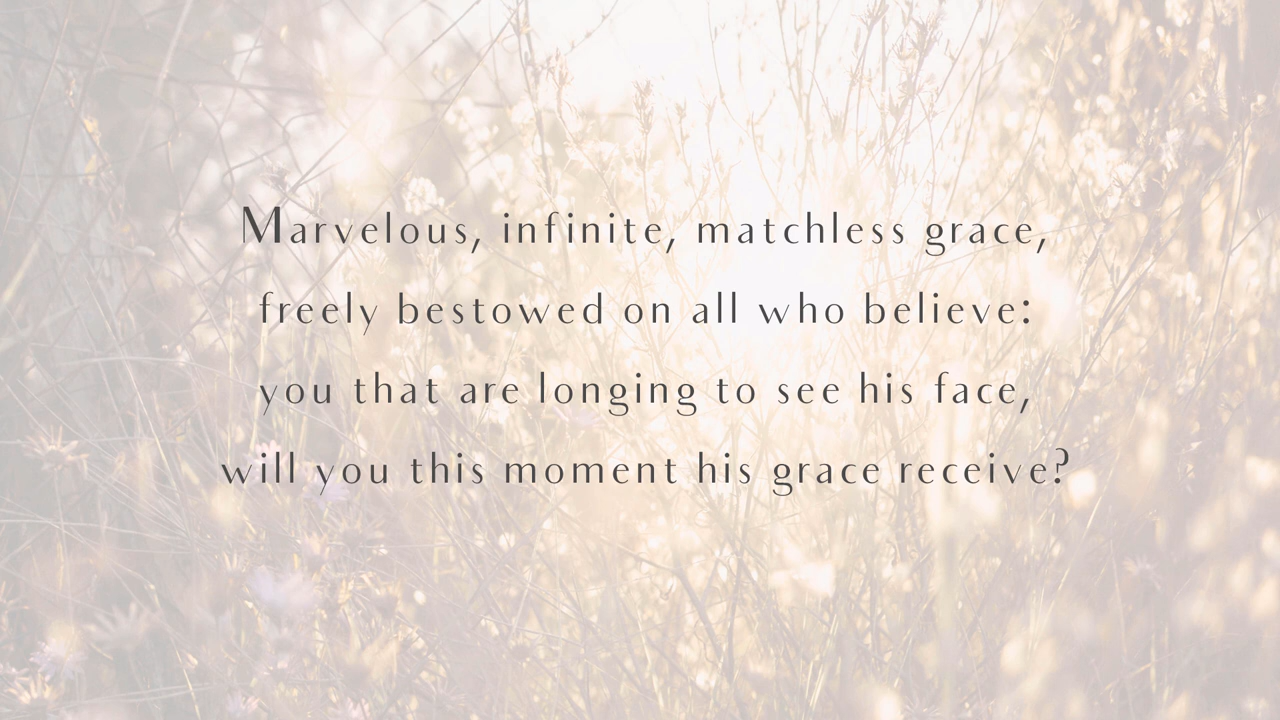 Marvelous, infinite, matchless grace,
freely bestowed on all who believe:
you that are longing to see his face,
will you this moment his grace receive?